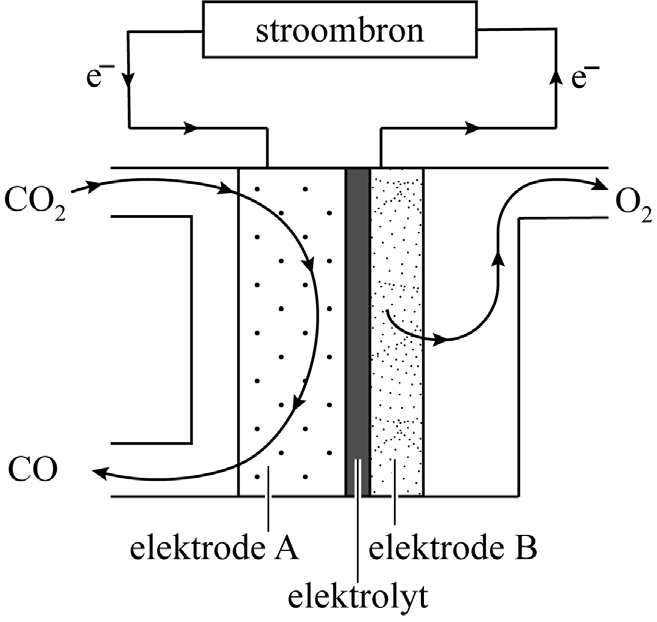 stroombron
e⁻
e⁻
CO₂
O₂
CO
elektrode A
elektrode B
elektrolyt